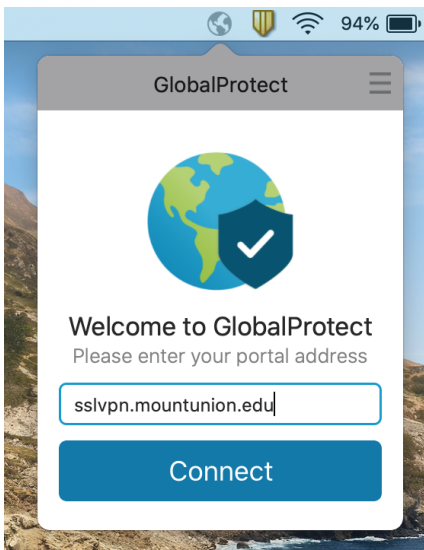 94%
GlobalProtect
Welcome to GlobalProtect
Please enter your portal address
sslvpn.mountunion.edu
Connect